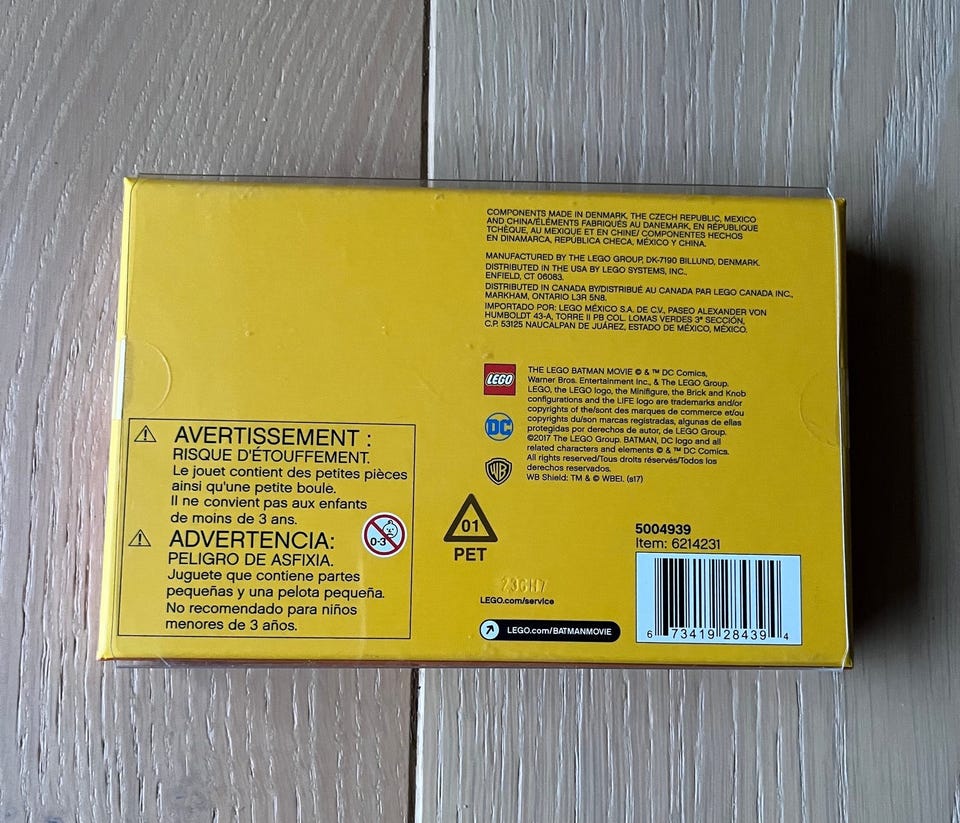 COMPONENTS MADE IN DENMARK, THE CZECH REPUBLIC, MEXICO
AND CHINA/ÉLÉMENTS FABRIQUÉS AU DANEMARK, EN RÉPUBLIQUE
TCHÈQUE, AU MEXIQUE ET EN CHINE/ COMPONENTES HECHOS
EN DINAMARCA, REPÚBLICA CHECA, MÉXICO Y CHINA.
MANUFACTURED BY THE LEGO GROUP, DK-7190 BILLUND, DENMARK.
DISTRIBUTED IN THE USA BY LEGO SYSTEMS, INC.,
ENFIELD, CT 06083.
DISTRIBUTED IN CANADA BY/DISTRIBUÉ AU CANADA PAR LEGO CANADA INC.,
MARKHAM, ONTARIO L3R 5N8.
IMPORTADO POR: LEGO MÉXICO S.A. DE C.V., PASEO ALEXANDER VON
HUMBOLDT 43-A, TORRE II PB COL. LOMAS VERDES 3ª SECCIÓN,
C.P. 53125 NAUCALPAN DE JUÁREZ, ESTADO DE MÉXICO, MÉXICO.
LEGO
DC
WB
THE LEGO BATMAN MOVIE © & ™ DC Comics,
Warner Bros. Entertainment Inc., & The LEGO Group.
LEGO, the LEGO logo, the Minifigure, the Brick and Knob
configurations and the LIFE logo are trademarks and/or
copyrights of the/sont des marques de commerce et/ou
copyrights du/son marcas registradas, algunas de ellas
protegidas por derechos de autor, de LEGO Group.
©2017 The LEGO Group. BATMAN, DC logo and all
related characters and elements © & ™ DC Comics.
All rights reserved/Tous droits réservés/Todos los
derechos reservados.
WB Shield: TM & © WBEI. (s17)
AVERTISSEMENT :
RISQUE D'ÉTOUFFEMENT.
Le jouet contient des petites pièces
ainsi qu'une petite boule.
Il ne convient pas aux enfants
de moins de 3 ans.
ADVERTENCIA:
PELIGRO DE ASFIXIA.
Juguete que contiene partes
pequeñas y una pelota pequeña.
No recomendado para niños
menores de 3 años.
0-3
01
PET
23GH7
LEGO.com/service
LEGO.com/BATMANMOVIE
5004939
Item: 6214231
6 73419 28439 4